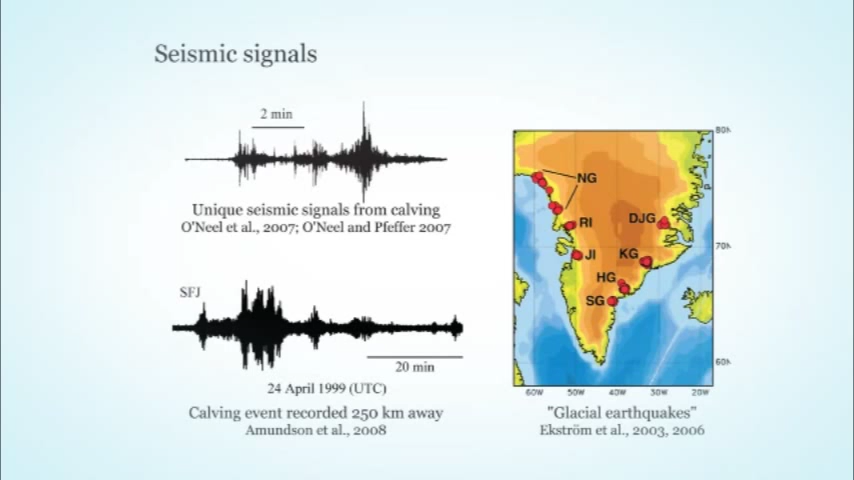 Seismic signals
2 min
Unique seismic signals from calving
O'Neel et al., 2007; O'Neel and Pfeffer 2007
SFJ
20 min
24 April 1999 (UTC)
Calving event recorded 250 km away
Amundson et al., 2008
80N
NG
RI
DJG
70N
JI
KG
HG
SG
60N
60W 50W 40W 30W 20W
"Glacial earthquakes"
Ekström et al., 2003, 2006